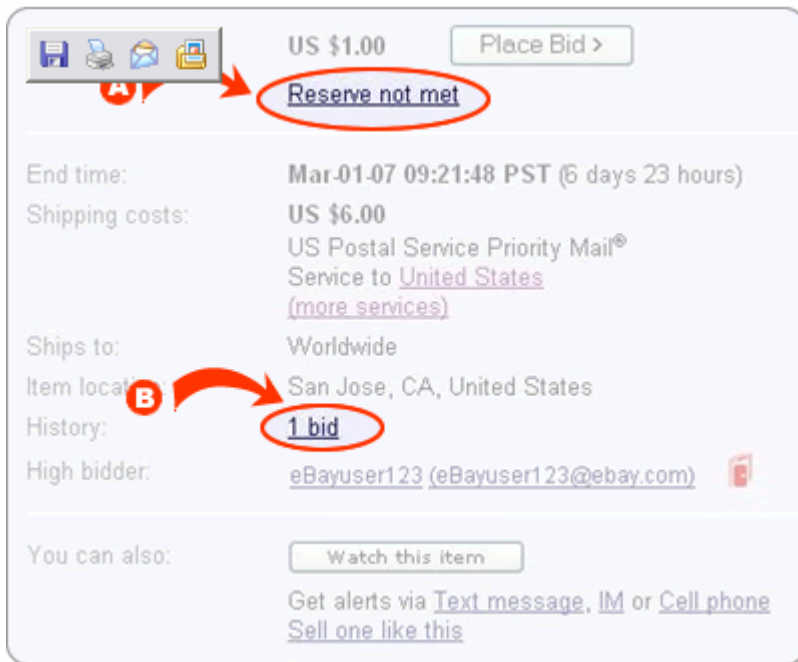 US $1.00 Place Bid >
A
Reserve not met
End time: Mar-01-07 09:21:48 PST (6 days 23 hours)
Shipping costs: US $6.00
US Postal Service Priority Mail®
Service to United States
(more services)
Ships to: Worldwide
Item location: San Jose, CA, United States
B
History: 1 bid
High bidder: eBayuser123 (eBayuser123@ebay.com)
You can also: Watch this item
Get alerts via Text message, IM or Cell phone
Sell one like this